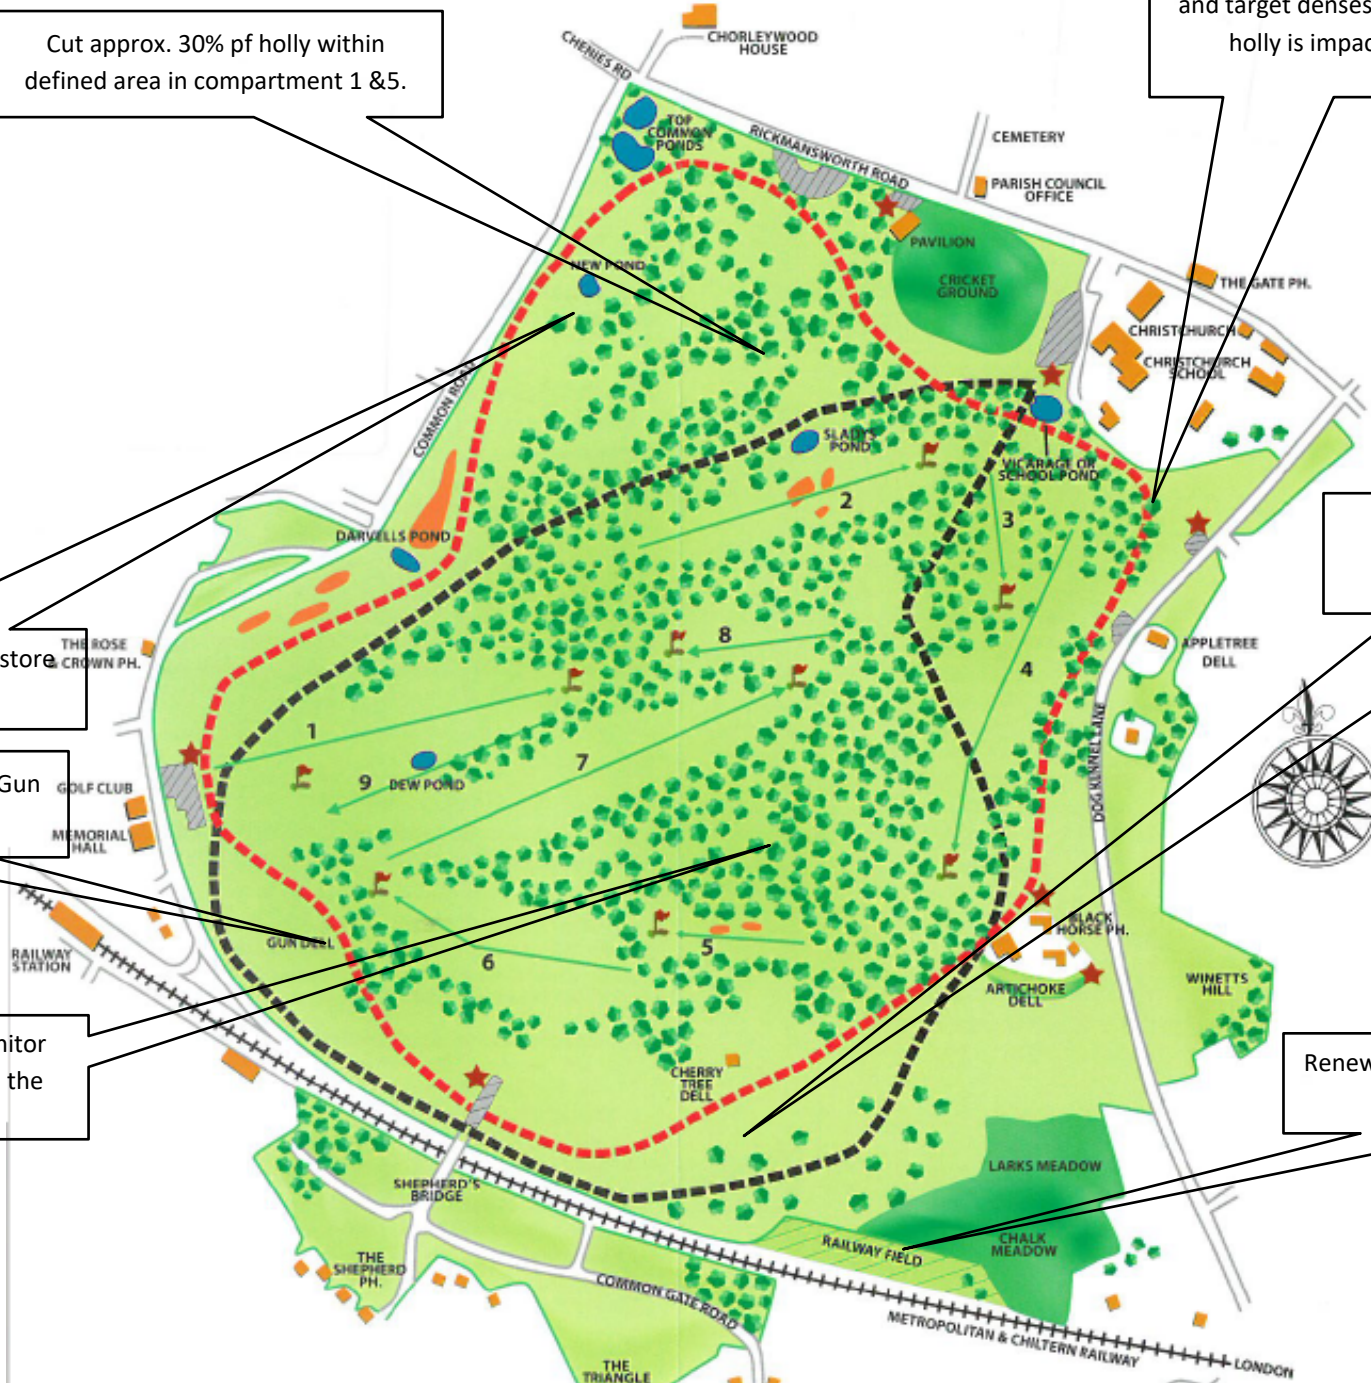 and target denses
holly is impac
Cut approx. 30% pf holly within
defined area in compartment 1 &5.
CHORLEYWOOD
HOUSE
CHENIES RD
TOP
COMMON
PONDS
RICKMANSWORTH ROAD
CEMETERY
PARISH COUNCIL
OFFICE
PAVILION
NEW POND
CRICKET
GROUND
THE GATE PH.
CHRISTCHURCH
CHRISTCHURCH
SCHOOL
COMMON ROAD
SLADYS
POND
VICARAGE OR
SCHOOL POND
2
3
DARVELLS POND
THE ROSE
& CROWN PH.
store
8
APPLETREE
DELL
4
1
7
9
DEW POND
DOG KENNEL LANE
Gun
GOLF CLUB
MEMORIAL
HALL
BLACK
HORSE PH.
GUN DELL
5
6
RAILWAY
STATION
ARTICHOKE
DELL
WINETTS
HILL
nitor
the
CHERRY
TREE
DELL
Renew
SHEPHERD'S
BRIDGE
LARKS MEADOW
CHALK
MEADOW
RAILWAY FIELD
THE
SHEPHERD
PH.
COMMON GATE ROAD
METROPOLITAN & CHILTERN RAILWAY
LONDON
THE
TRIANGLE